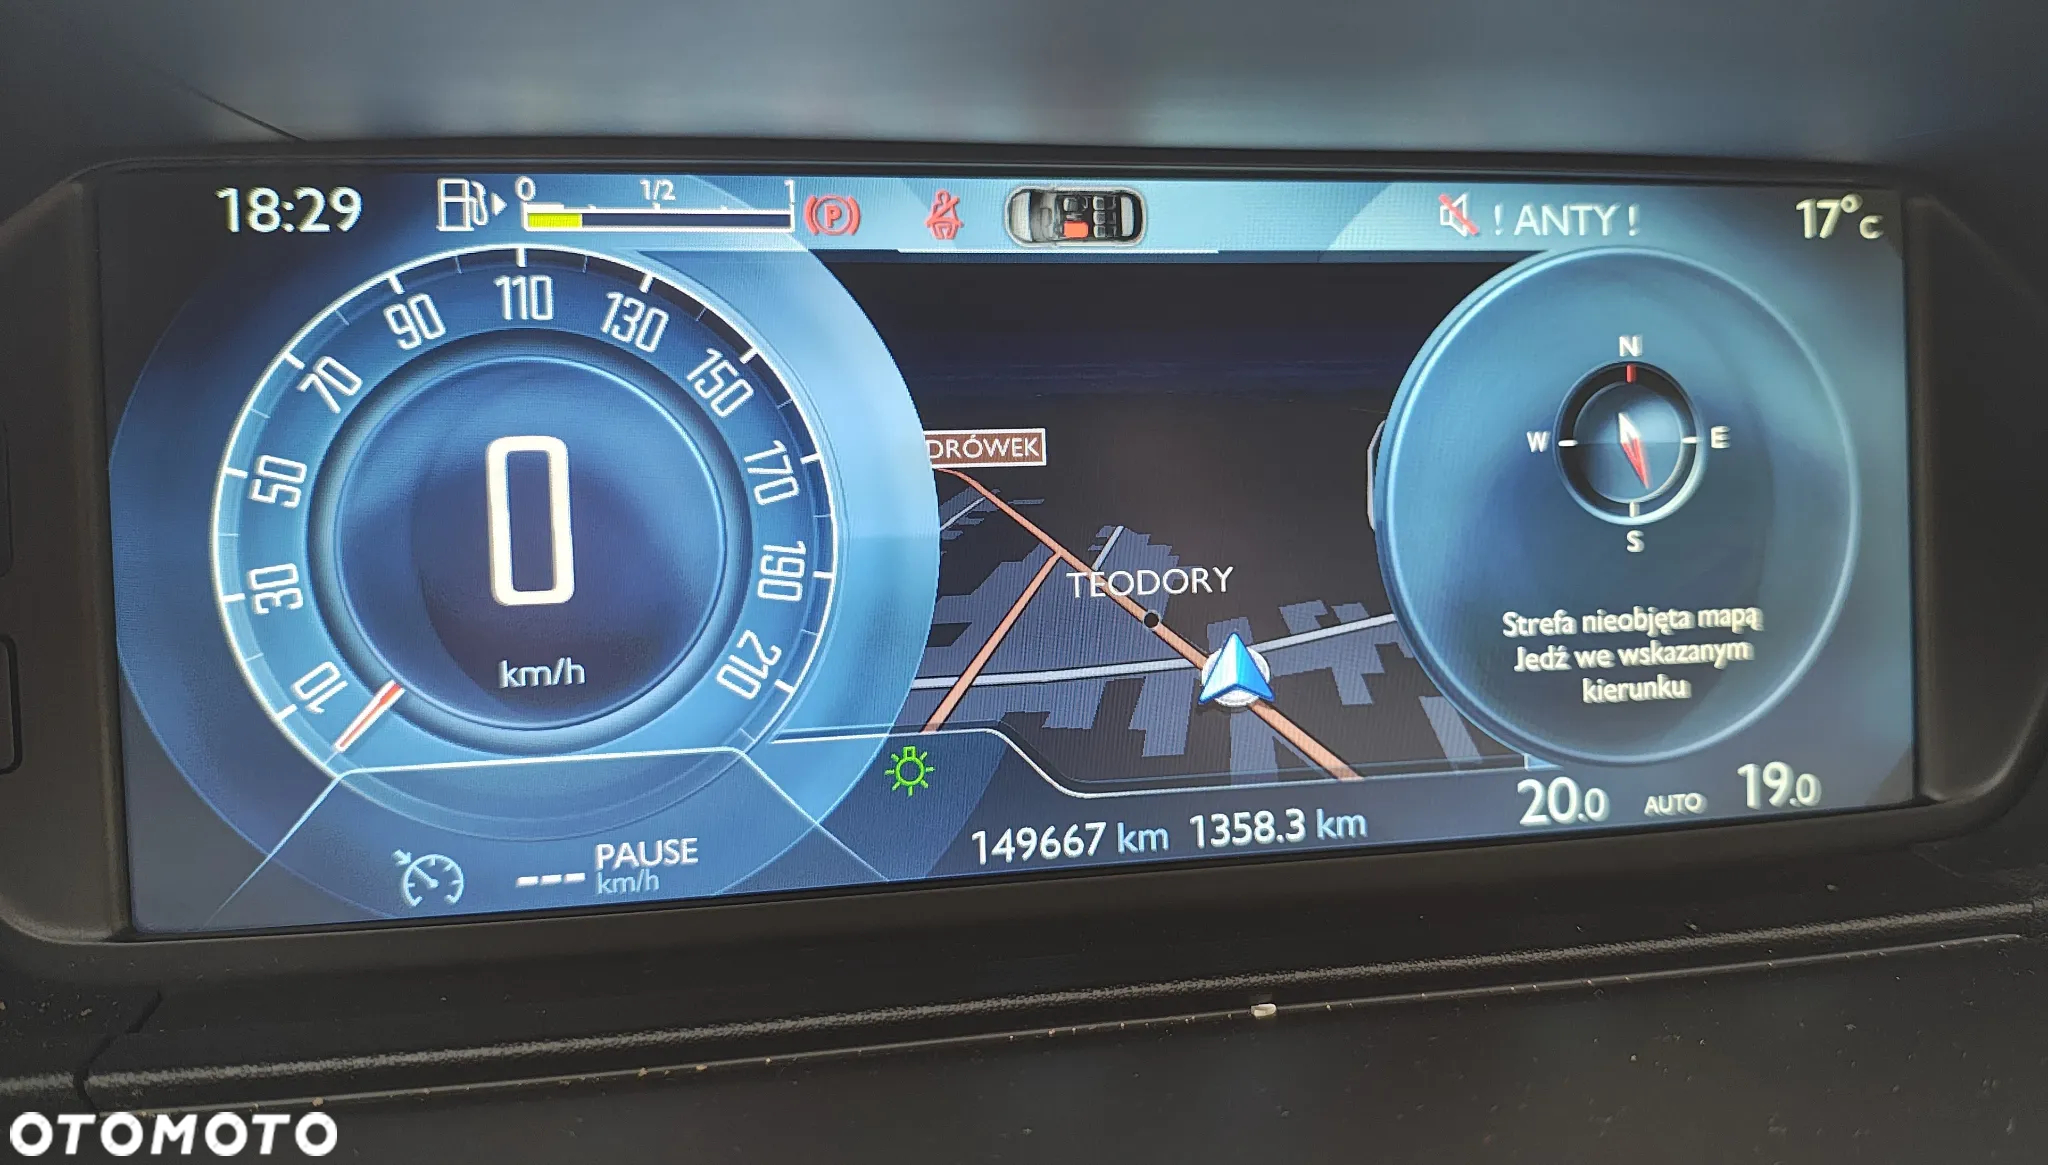 18:29
0 1/2 1
P
! ANTY !
17°C
10 30 50 70 90 110 130 150 170 190 210
0
km/h
DRÓWEK
TEODORY
N
W E
S
Strefa nieobjęta mapą
Jedź we wskazanym
kierunku
PAUSE
--- km/h
149667 km 1358.3 km
20.0 AUTO 19.0
OTOMOTO